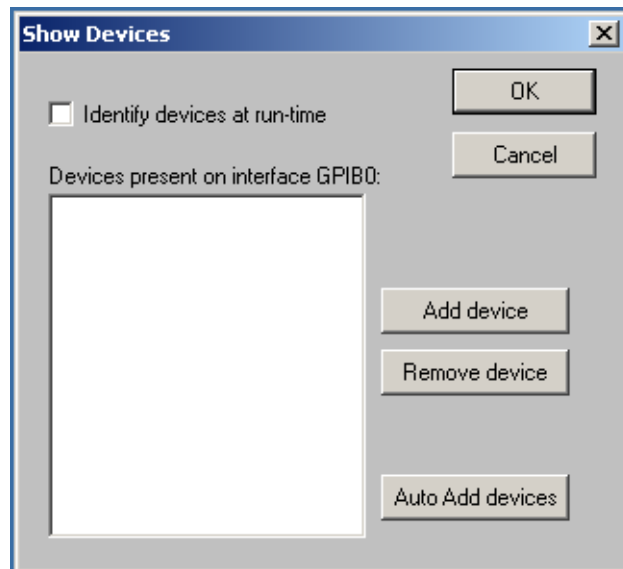 Show Devices
OK
Identify devices at run-time
Cancel
Devices present on interface GPIB0:
Add device
Remove device
Auto Add devices